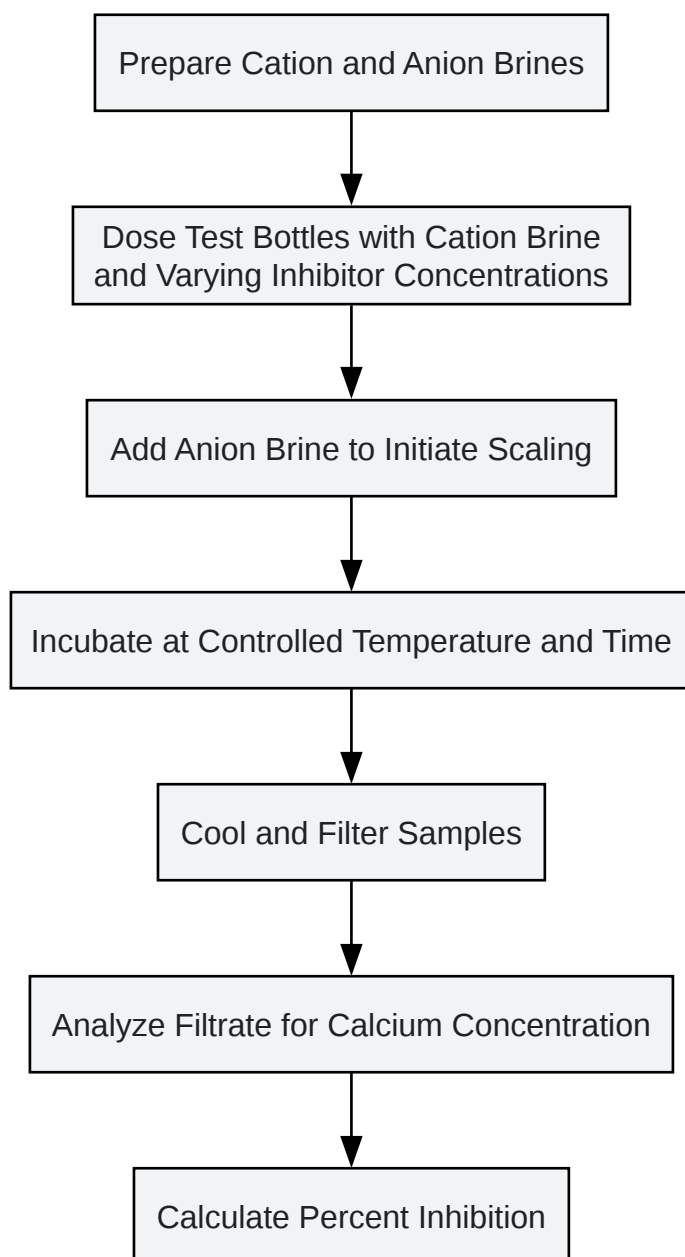 Prepare Cation and Anion Brines
Dose Test Bottles with Cation Brine
and Varying Inhibitor Concentrations
Add Anion Brine to Initiate Scaling
Incubate at Controlled Temperature and Time
Cool and Filter Samples
Analyze Filtrate for Calcium Concentration
Calculate Percent Inhibition